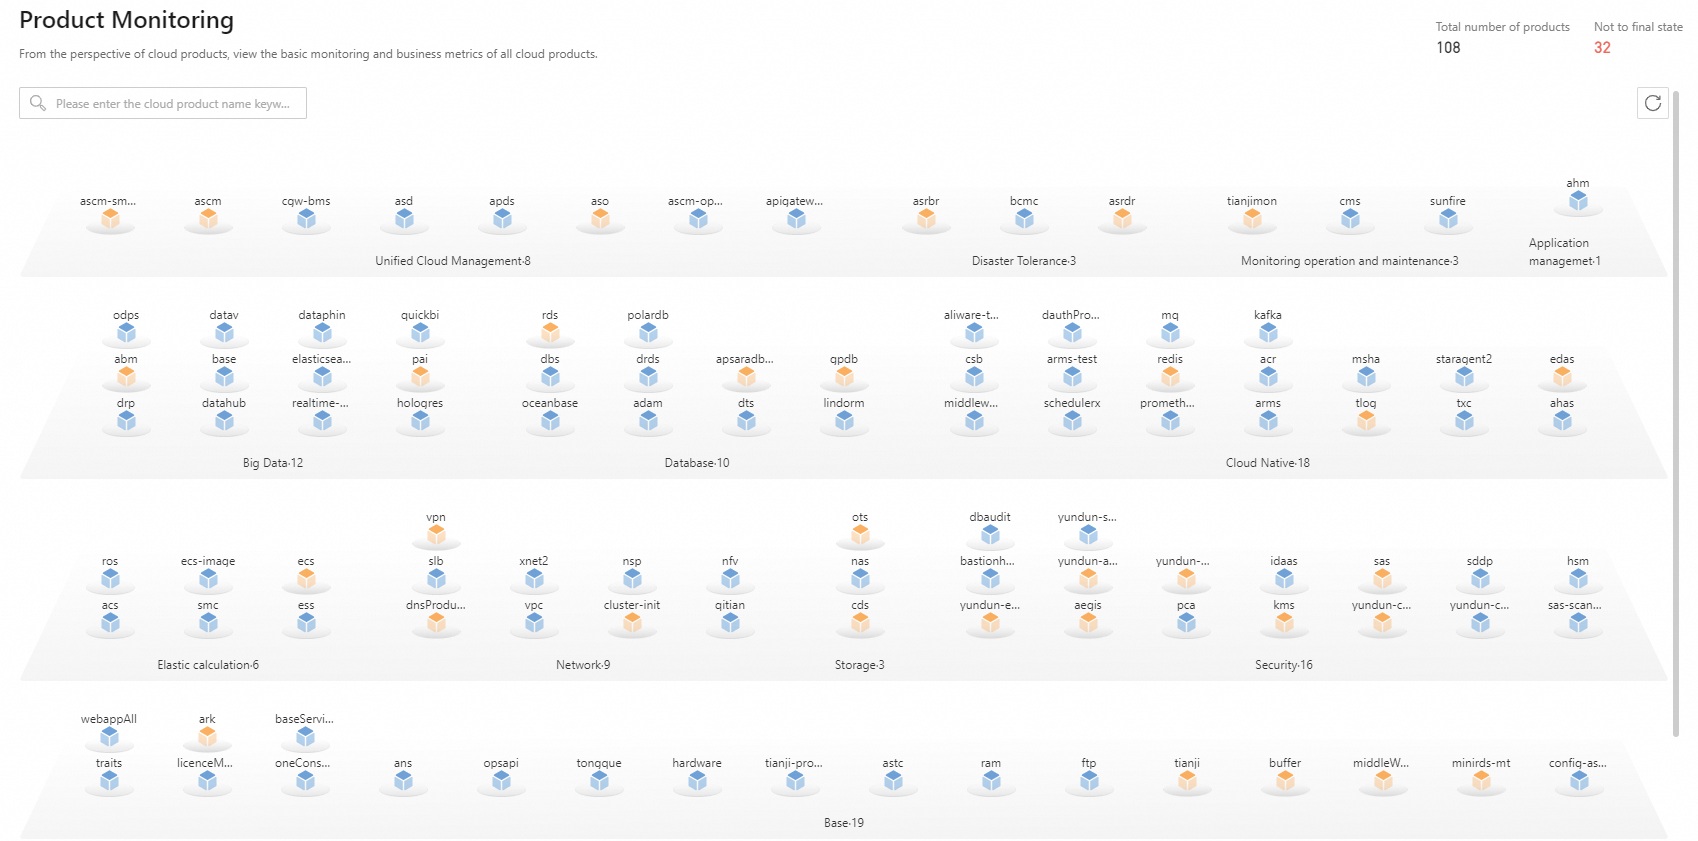 Product Monitoring
From the perspective of cloud products, view the basic monitoring and business metrics of all cloud products.
Total number of products
108
Not to final state
32
Please enter the cloud product name keyw...
ascm-sm... ascm cqw-bms asd apds aso ascm-op... apigatew... asrbr bcmc asrdr tianjimon cms sunfire ahm
Unified Cloud Management·8 Disaster Tolerance·3 Monitoring operation and maintenance·3 Application
managemet·1
odps datav dataphin quickbi rds polardb aliware-t... dauthPro... mq kafka
abm base elasticsea... pai dbs drds apsaradb... gpdb csb arms-test redis acr msha staragent2 edas
drp datahub realtime-... hologres oceanbase adam dts lindorm middlew... schedulerx prometh... arms tlog txc ahas
Big Data·12 Database·10 Cloud Native·18
vpn ots dbaudit yundun-s...
ros ecs-image ecs slb xnet2 nsp nfv nas bastionh... yundun-a... yundun-... idaas sas sddp hsm
acs smc ess dnsProdu... vpc cluster-init qitian cds yundun-e... aegis pca kms yundun-c... yundun-c... sas-scan...
Elastic calculation·6 Network·9 Storage·3 Security·16
webappAll ark baseServi...
traits licenceM... oneCons... ans opsapi tongque hardware tianji-pro... astc ram ftp tianji buffer middleW... minirds-mt config-as...
Base·19